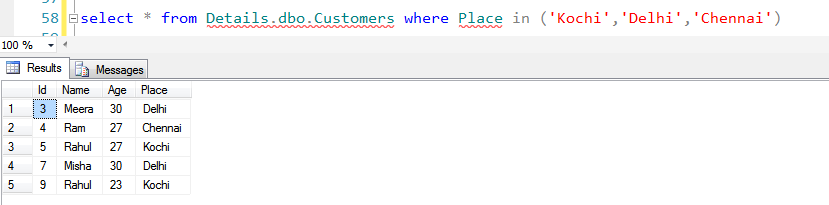 57
58 select * from Details.dbo.Customers where Place in ('Kochi','Delhi','Chennai')
100 %
Results Messages
Id Name Age Place
1 3 Meera 30 Delhi
2 4 Ram 27 Chennai
3 5 Rahul 27 Kochi
4 7 Misha 30 Delhi
5 9 Rahul 23 Kochi